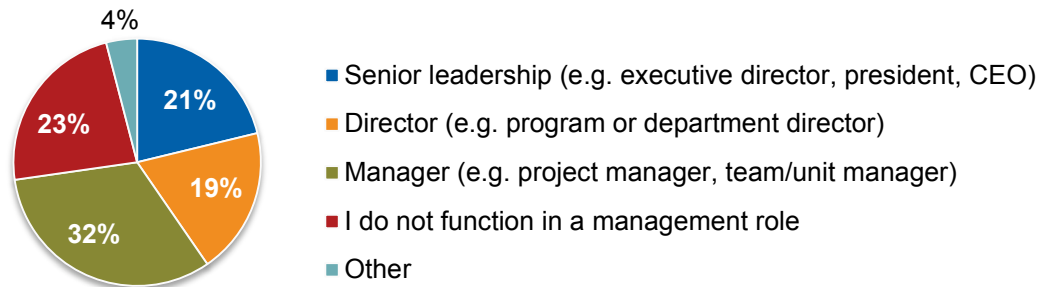 4%
21%
23%
19%
32%
Senior leadership (e.g. executive director, president, CEO)
Director (e.g. program or department director)
Manager (e.g. project manager, team/unit manager)
I do not function in a management role
Other